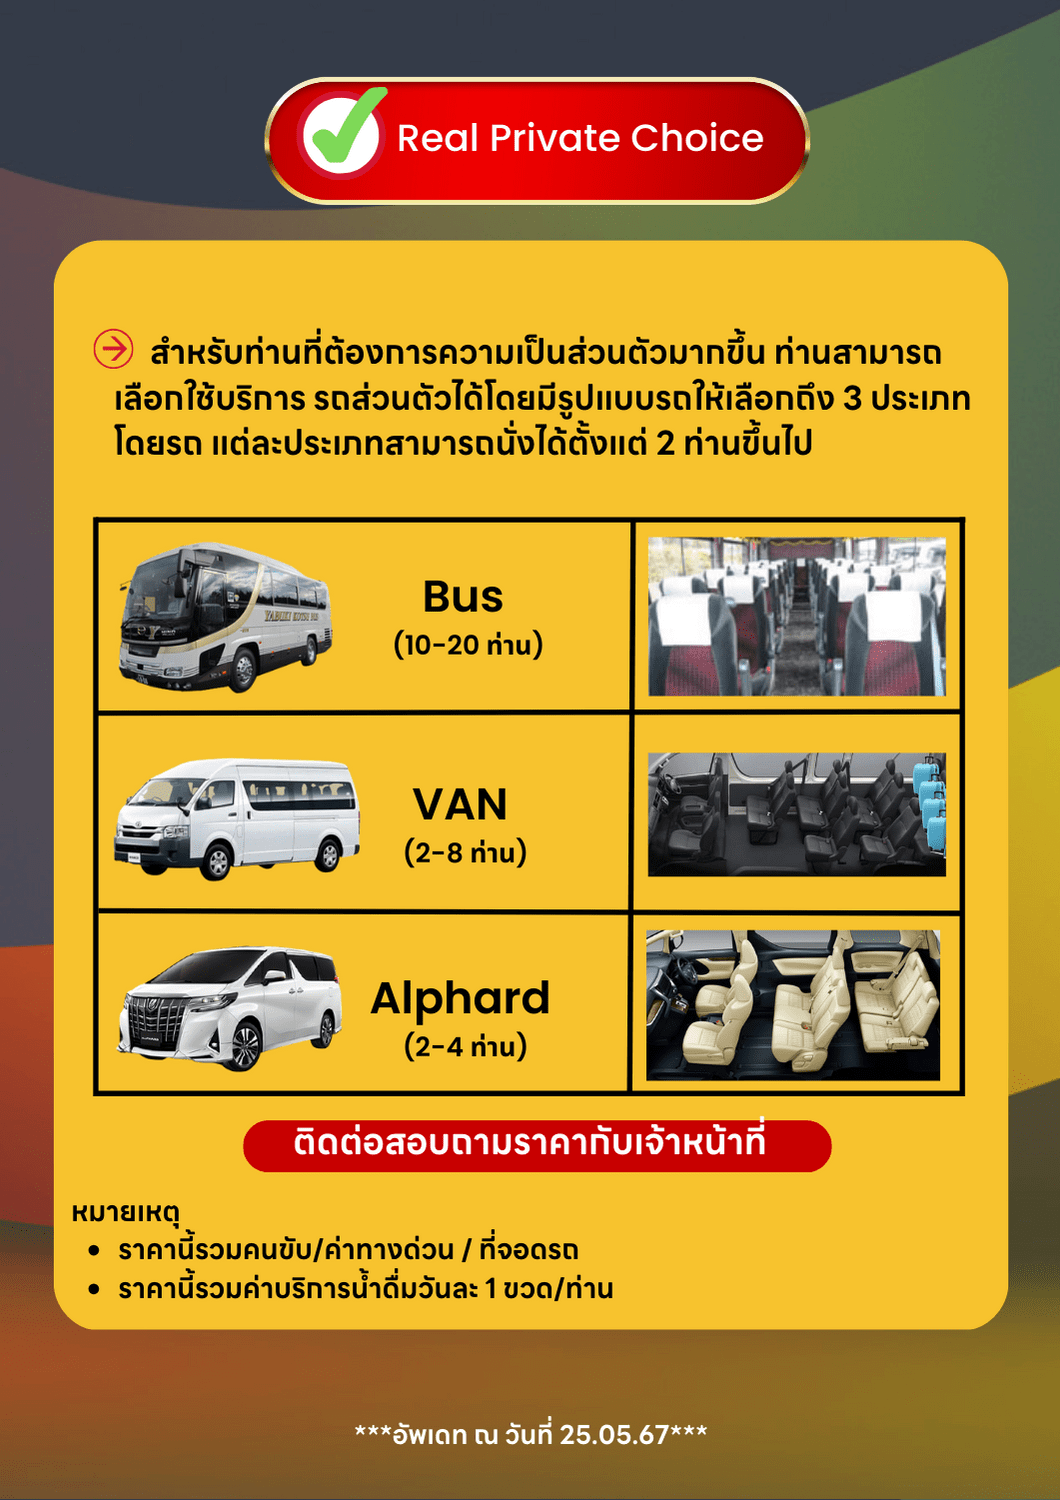 Real Private Choice
สำหรับท่านที่ต้องการความเป็นส่วนตัวมากขึ้น ท่านสามารถ
เลือกใช้บริการ รถส่วนตัวได้โดยมีรูปแบบรถให้เลือกถึง 3 ประเภท
โดยรถ แต่ละประเภทสามารถนั่งได้ตั้งแต่ 2 ท่านขึ้นไป
Bus
(10-20 ท่าน)
VAN
(2-8 ท่าน)
Alphard
(2-4 ท่าน)
ติดต่อสอบถามราคากับเจ้าหน้าที่
หมายเหตุ
• ราคานี้รวมคนขับ/ค่าทางด่วน / ที่จอดรถ
• ราคานี้รวมค่าบริการน้ำดื่มวันละ 1 ขวด/ท่าน
***อัพเดท ณ วันที่ 25.05.67***